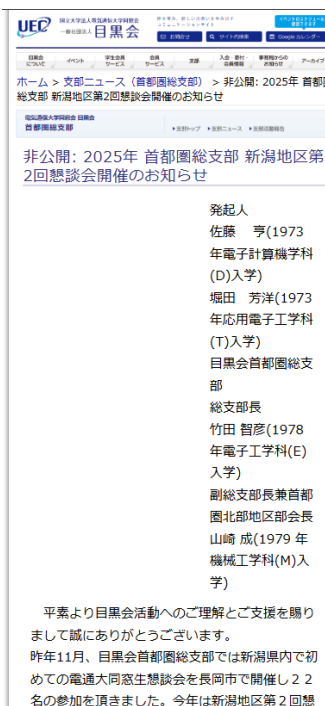 UEC
国立大学法人電気通信大学同窓会
一般社団法人 目黒会
お問合せ
サイト内検索
Google カレンダー
目黒会について
イベント
学生会員サービス
会員サービス
支部
入会・寄付・会員情報
事務局からのお知らせ
アーカイブ
ホーム > 支部ニュース（首都圏総支部） > 非公開: 2025年 首都圏
総支部 新潟地区第2回懇談会開催のお知らせ
電気通信大学同窓会 目黒会
首都圏総支部
支部トップ
支部ニュース
支部活動報告
非公開: 2025年 首都圏総支部 新潟地区第
2回懇談会開催のお知らせ
発起人
佐藤　亨(1973
年電子計算機学科
(D)入学)
堀田　芳洋(1973
年応用電子工学科
(T)入学)
目黒会首都圏総支
部
総支部長
竹田 智彦(1978
年電子工学科(E)
入学)
副総支部長兼首都
圏北部地区部会長
山崎 成(1979 年
機械工学科(M)入
学)
平素より目黒会活動へのご理解とご支援を賜り
まして誠にありがとうございます。
昨年11月、目黒会首都圏総支部では新潟県内で初
めての電通大同窓生懇談会を長岡市で開催し２２
名の参加を頂きました。今年は新潟地区第２回懇